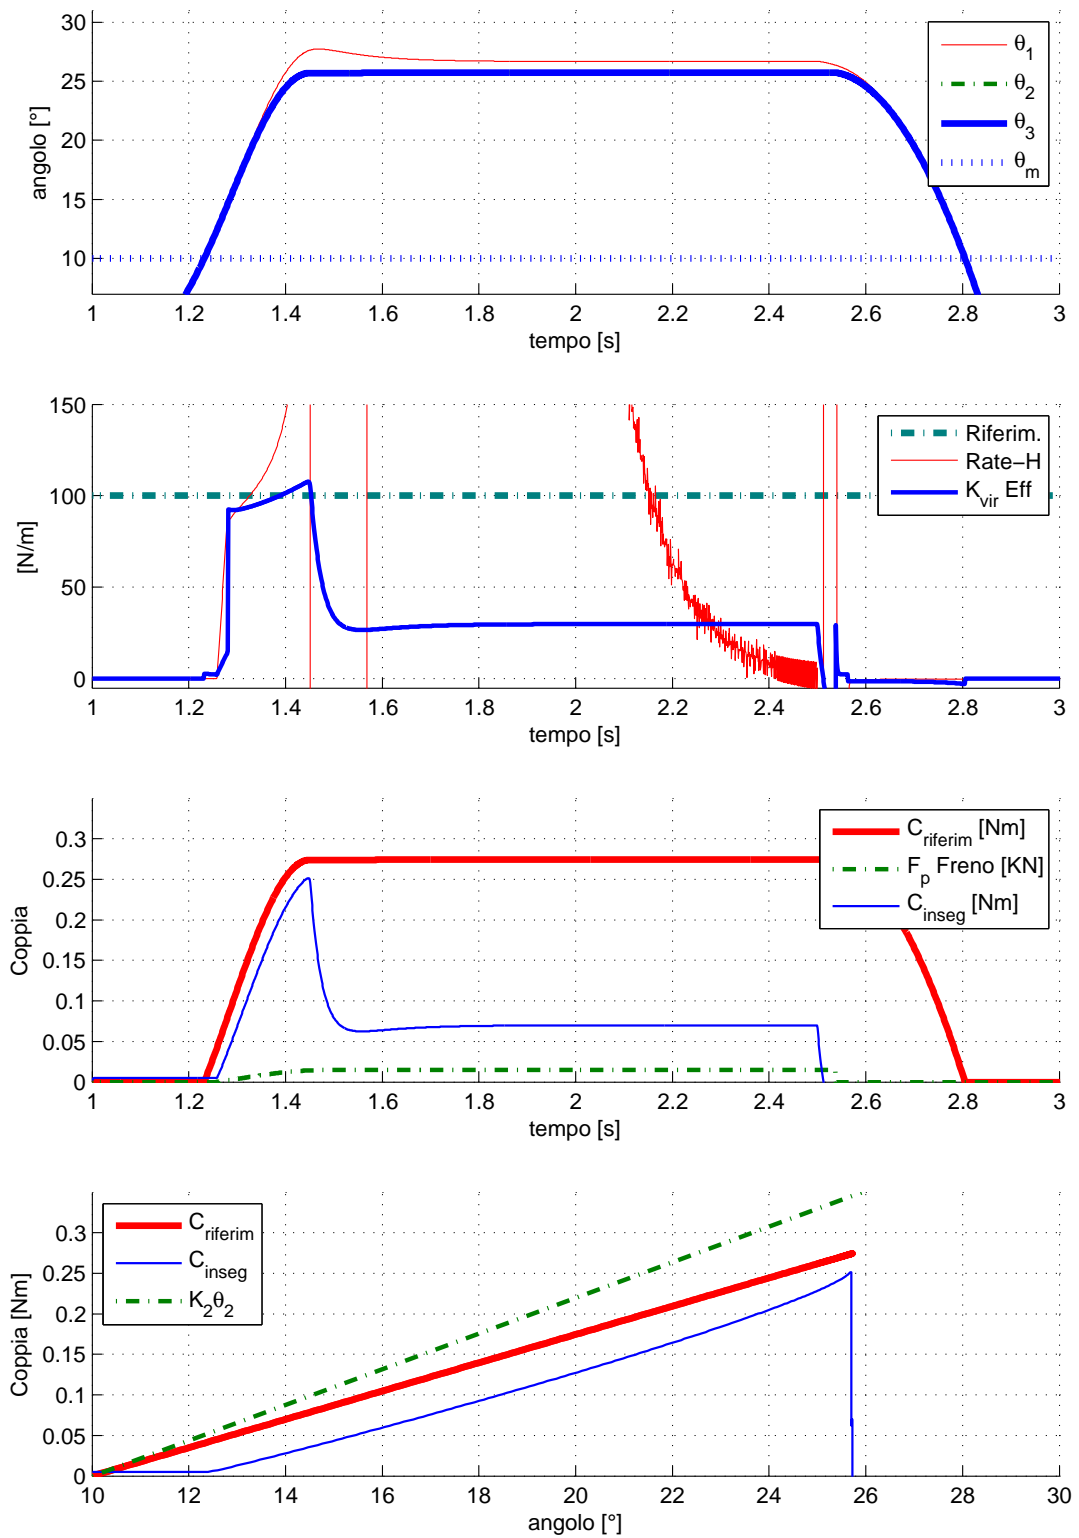 30
25
20
15
10
angolo [°]
θ1
θ2
θ3
θm
1 1.2 1.4 1.6 1.8 2 2.2 2.4 2.6 2.8 3
tempo [s]
150
100
50
0
[N/m]
Riferim.
Rate−H
Kvir Eff
1 1.2 1.4 1.6 1.8 2 2.2 2.4 2.6 2.8 3
tempo [s]
0.3
0.25
0.2
0.15
0.1
0.05
0
Coppia
Criferim [Nm]
Fp Freno [KN]
Cinseg [Nm]
1 1.2 1.4 1.6 1.8 2 2.2 2.4 2.6 2.8 3
tempo [s]
0.3
0.25
0.2
0.15
0.1
0.05
0
Coppia [Nm]
Criferim
Cinseg
K2θ2
10 12 14 16 18 20 22 24 26 28 30
angolo [°]